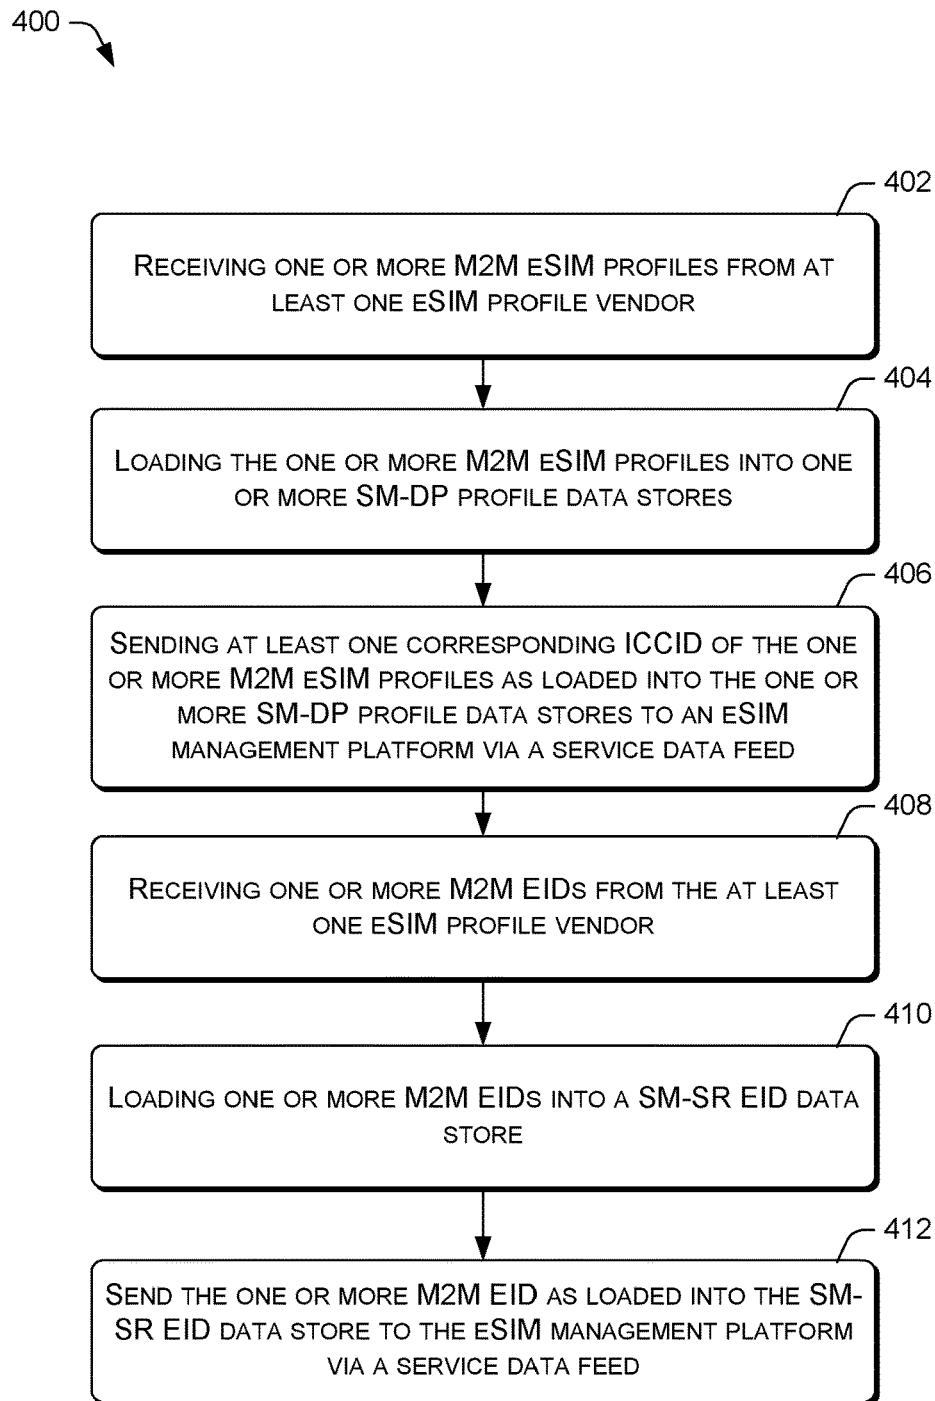 400
402
RECEIVING ONE OR MORE M2M ESIM PROFILES FROM AT
LEAST ONE ESIM PROFILE VENDOR
404
LOADING THE ONE OR MORE M2M ESIM PROFILES INTO ONE
OR MORE SM-DP PROFILE DATA STORES
406
SENDING AT LEAST ONE CORRESPONDING ICCID OF THE ONE
OR MORE M2M ESIM PROFILES AS LOADED INTO THE ONE OR
MORE SM-DP PROFILE DATA STORES TO AN ESIM
MANAGEMENT PLATFORM VIA A SERVICE DATA FEED
408
RECEIVING ONE OR MORE M2M EIDS FROM THE AT LEAST
ONE ESIM PROFILE VENDOR
410
LOADING ONE OR MORE M2M EIDS INTO A SM-SR EID DATA
STORE
412
SEND THE ONE OR MORE M2M EID AS LOADED INTO THE SM-
SR EID DATA STORE TO THE ESIM MANAGEMENT PLATFORM
VIA A SERVICE DATA FEED